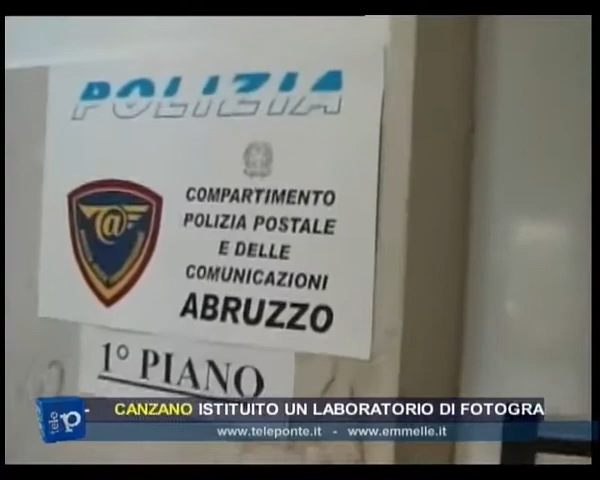 POLIZIA
COMPARTIMENTO
POLIZIA POSTALE
E DELLE
COMUNICAZIONI
ABRUZZO
@
1° PIANO
tele p - CANZANO ISTITUITO UN LABORATORIO DI FOTOGRA
www.teleponte.it - www.emmelle.it